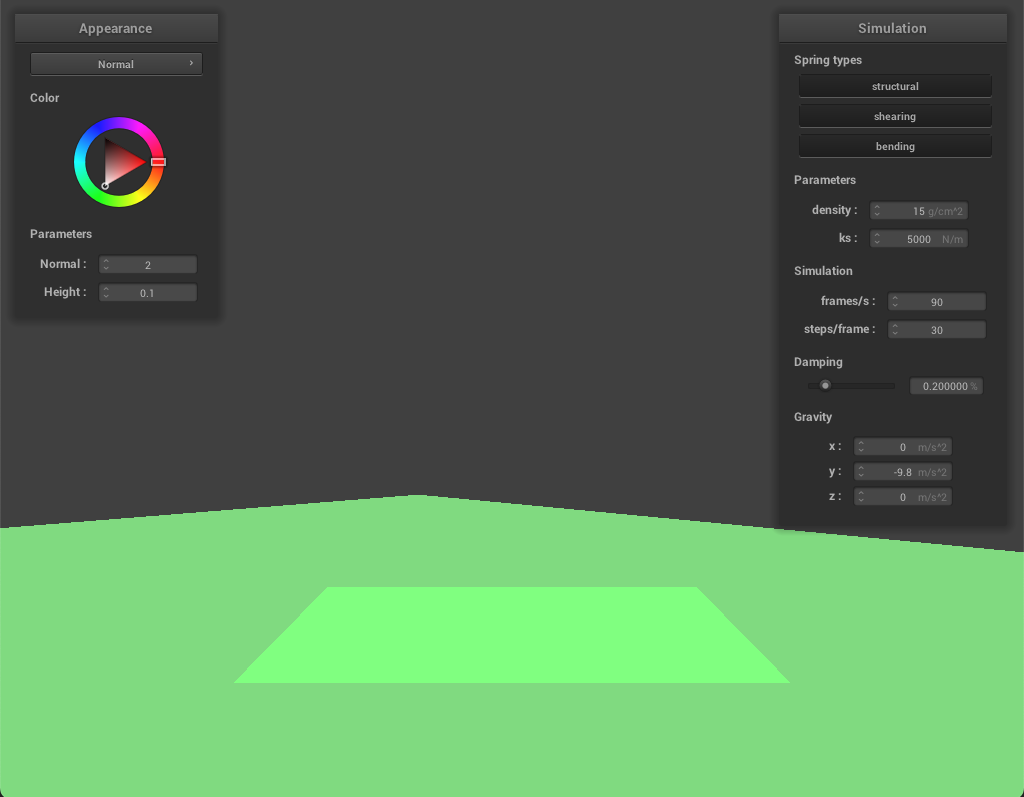 Appearance
Normal
Color
Parameters
Normal : 2
Height : 0.1
Simulation
Spring types
structural
shearing
bending
Parameters
density : 15 g/cm^2
ks : 5000 N/m
Simulation
frames/s : 90
steps/frame : 30
Damping
0.200000 %
Gravity
x : 0 m/s^2
y : -9.8 m/s^2
z : 0 m/s^2